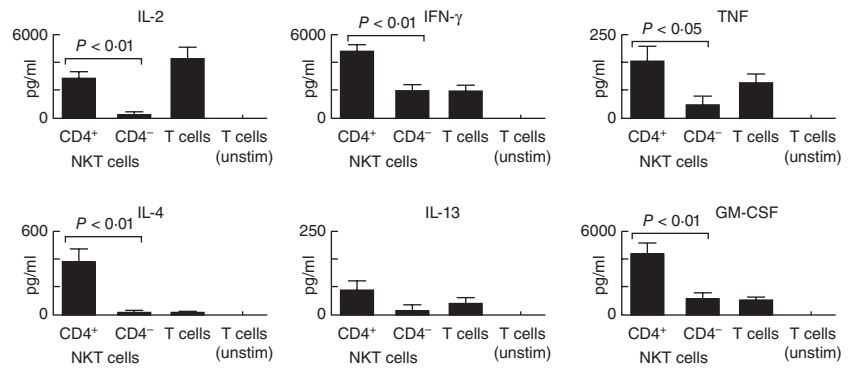 IL-2
6000
P < 0·01
pg/ml
0
CD4⁺ CD4⁻ T cells T cells
NKT cells (unstim)
IFN-γ
6000
P < 0·01
pg/ml
0
CD4⁺ CD4⁻ T cells T cells
NKT cells (unstim)
TNF
250
P < 0·05
pg/ml
0
CD4⁺ CD4⁻ T cells T cells
NKT cells (unstim)
IL-4
600
P < 0·01
pg/ml
0
CD4⁺ CD4⁻ T cells T cells
NKT cells (unstim)
IL-13
250
pg/ml
0
CD4⁺ CD4⁻ T cells T cells
NKT cells (unstim)
GM-CSF
6000
P < 0·01
pg/ml
0
CD4⁺ CD4⁻ T cells T cells
NKT cells (unstim)